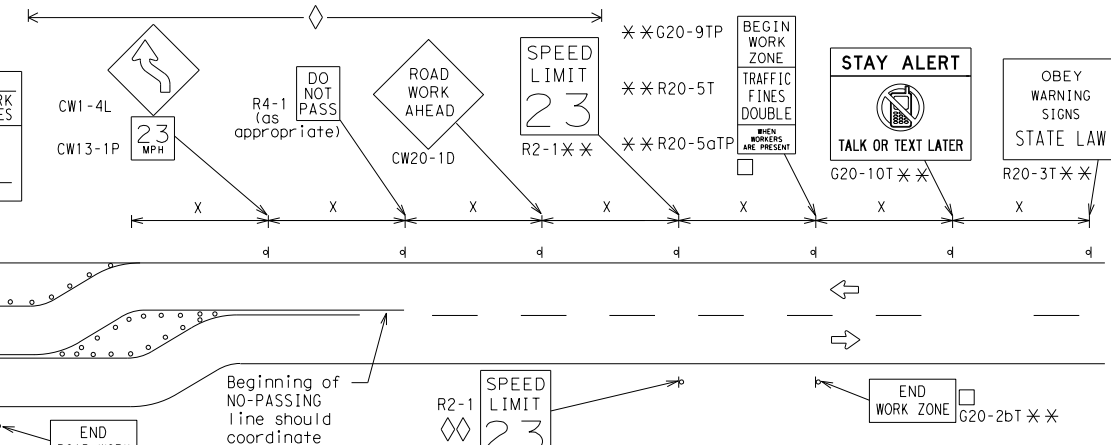 CW1-4L
23
MPH
CW13-1P
R4-1
(as
appropriate)
DO
NOT
PASS
ROAD
WORK
AHEAD
CW20-1D
SPEED
LIMIT
23
R2-1**
**G20-9TP
**R20-5T
**R20-5aTP
BEGIN
WORK
ZONE
TRAFFIC
FINES
DOUBLE
WHEN
WORKERS
ARE PRESENT
STAY ALERT
TALK OR TEXT LATER
G20-10T**
OBEY
WARNING
SIGNS
STATE LAW
R20-3T**
X X X X X X X
Beginning of
NO-PASSING
line should
coordinate
R2-1
SPEED
LIMIT
23
END
WORK ZONE
G20-2bT**
END